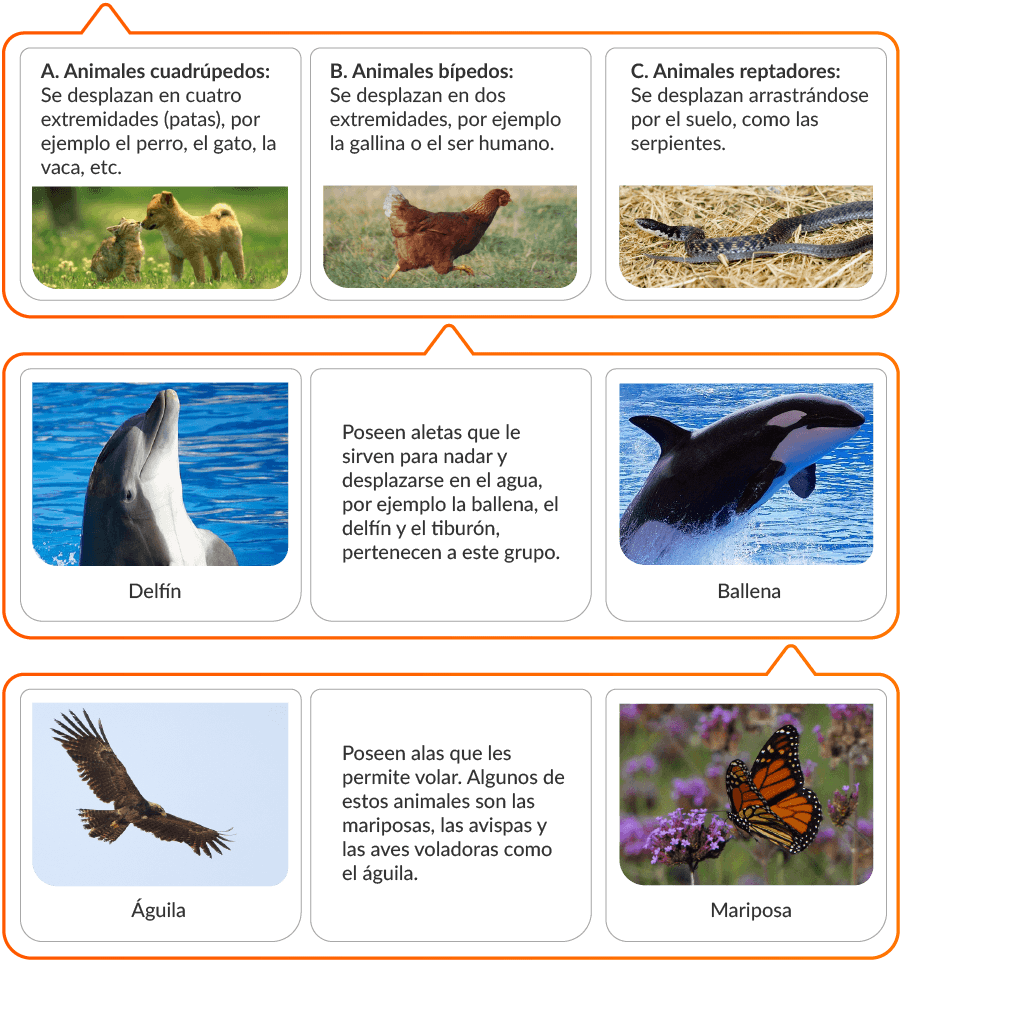 A. Animales cuadrúpedos:
Se desplazan en cuatro
extremidades (patas), por
ejemplo el perro, el gato, la
vaca, etc.
B. Animales bípedos:
Se desplazan en dos
extremidades, por ejemplo
la gallina o el ser humano.
C. Animales reptadores:
Se desplazan arrastrándose
por el suelo, como las
serpientes.
Delfín
Poseen aletas que le
sirven para nadar y
desplazarse en el agua,
por ejemplo la ballena, el
delfín y el tiburón,
pertenecen a este grupo.
Ballena
Águila
Poseen alas que les
permite volar. Algunos de
estos animales son las
mariposas, las avispas y
las aves voladoras como
el águila.
Mariposa